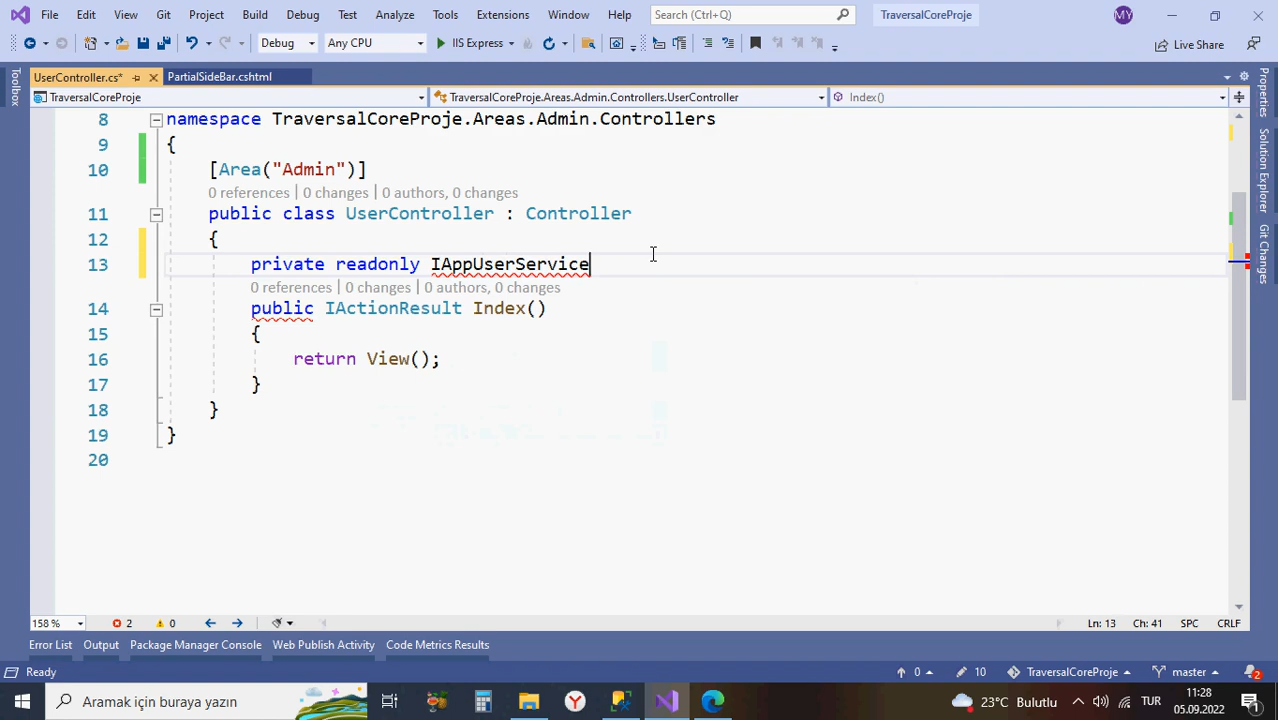 File Edit View Git Project Build Debug Test Analyze Tools Extensions Window Help Search (Ctrl+Q) TraversalCoreProje MY
Debug Any CPU IIS Express Live Share
UserController.cs* PartialSideBar.cshtml
TraversalCoreProje TraversalCoreProje.Areas.Admin.Controllers.UserController Index()
Toolbox
Properties
Solution Explorer
Git Changes
8 namespace TraversalCoreProje.Areas.Admin.Controllers
9 {
10 [Area("Admin")]
0 references | 0 changes | 0 authors, 0 changes
11 public class UserController : Controller
12 {
13 private readonly IAppUserService
0 references | 0 changes | 0 authors, 0 changes
14 public IActionResult Index()
15 {
16 return View();
17 }
18 }
19 }
20
158 % 2 0 Ln: 13 Ch: 41 SPC CRLF
Error List Output Package Manager Console Web Publish Activity Code Metrics Results
Ready 0 10 TraversalCoreProje master 2
Aramak için buraya yazın 23°C Bulutlu TUR 11:28 1
05.09.2022